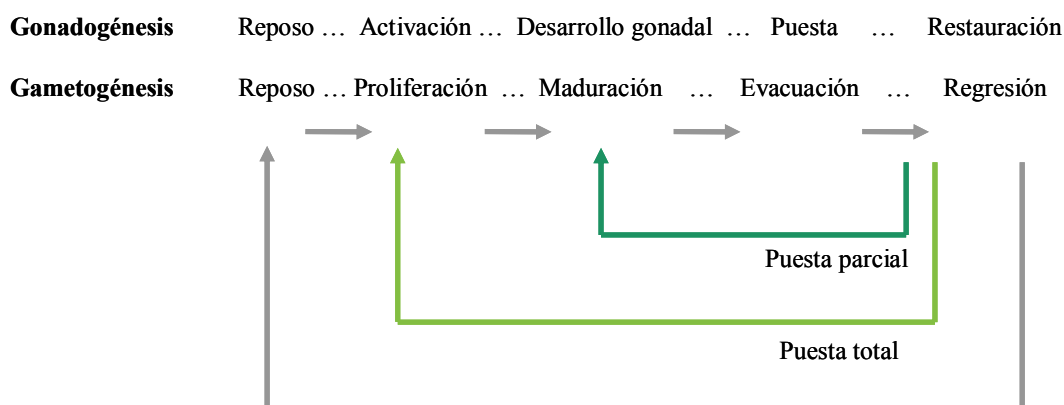 Gonadogénesis Reposo … Activación … Desarrollo gonadal … Puesta … Restauración
Gametogénesis Reposo … Proliferación … Maduración … Evacuación … Regresión
Puesta parcial
Puesta total